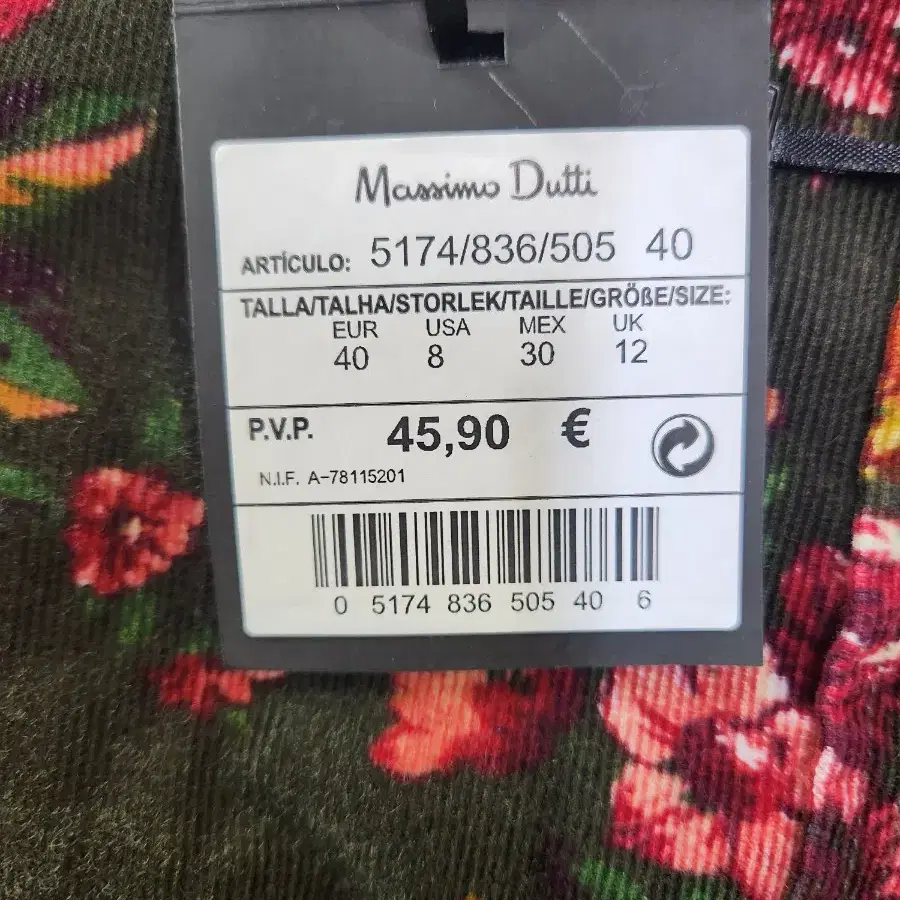 Massimo Dutti
ARTÍCULO: 5174/836/505 40
TALLA/TALHA/STORLEK/TAILLE/GRÖßE/SIZE:
EUR USA MEX UK
40 8 30 12
P.V.P. 45,90 €
N.I.F. A-78115201
0 5174 836 505 40 6